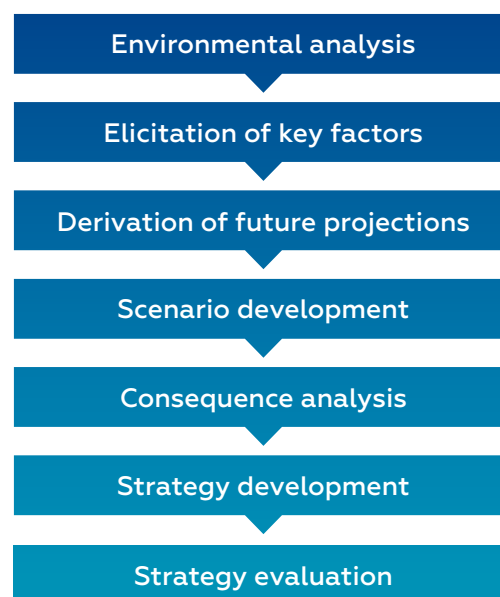 Environmental analysis
Elicitation of key factors
Derivation of future projections
Scenario development
Consequence analysis
Strategy development
Strategy evaluation